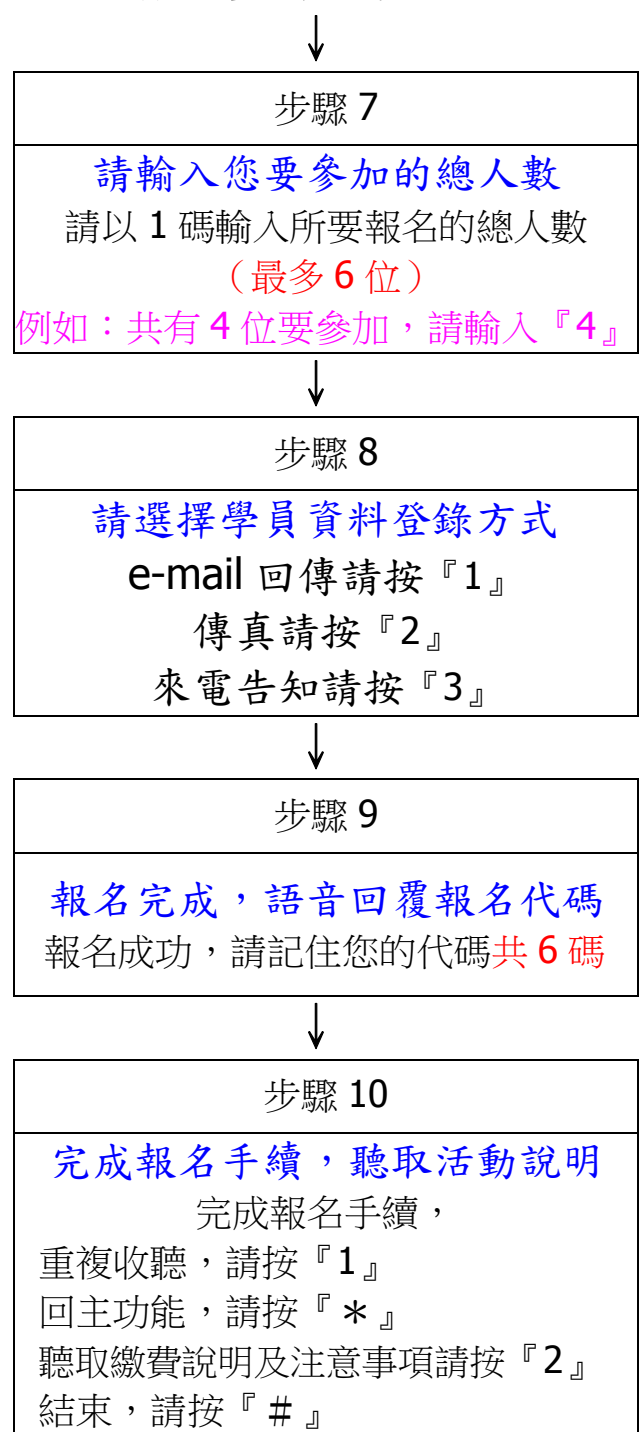 步驟 7
請輸入您要參加的總人數
請以 1 碼輸入所要報名的總人數
（最多 6 位）
例如：共有 4 位要參加，請輸入『4』
步驟 8
請選擇學員資料登錄方式
e-mail 回傳請按『1』
傳真請按『2』
來電告知請按『3』
步驟 9
報名完成，語音回覆報名代碼
報名成功，請記住您的代碼共 6 碼
步驟 10
完成報名手續，聽取活動說明
完成報名手續，
重複收聽，請按『1』
回主功能，請按『＊』
聽取繳費說明及注意事項請按『2』
結束，請按『＃』